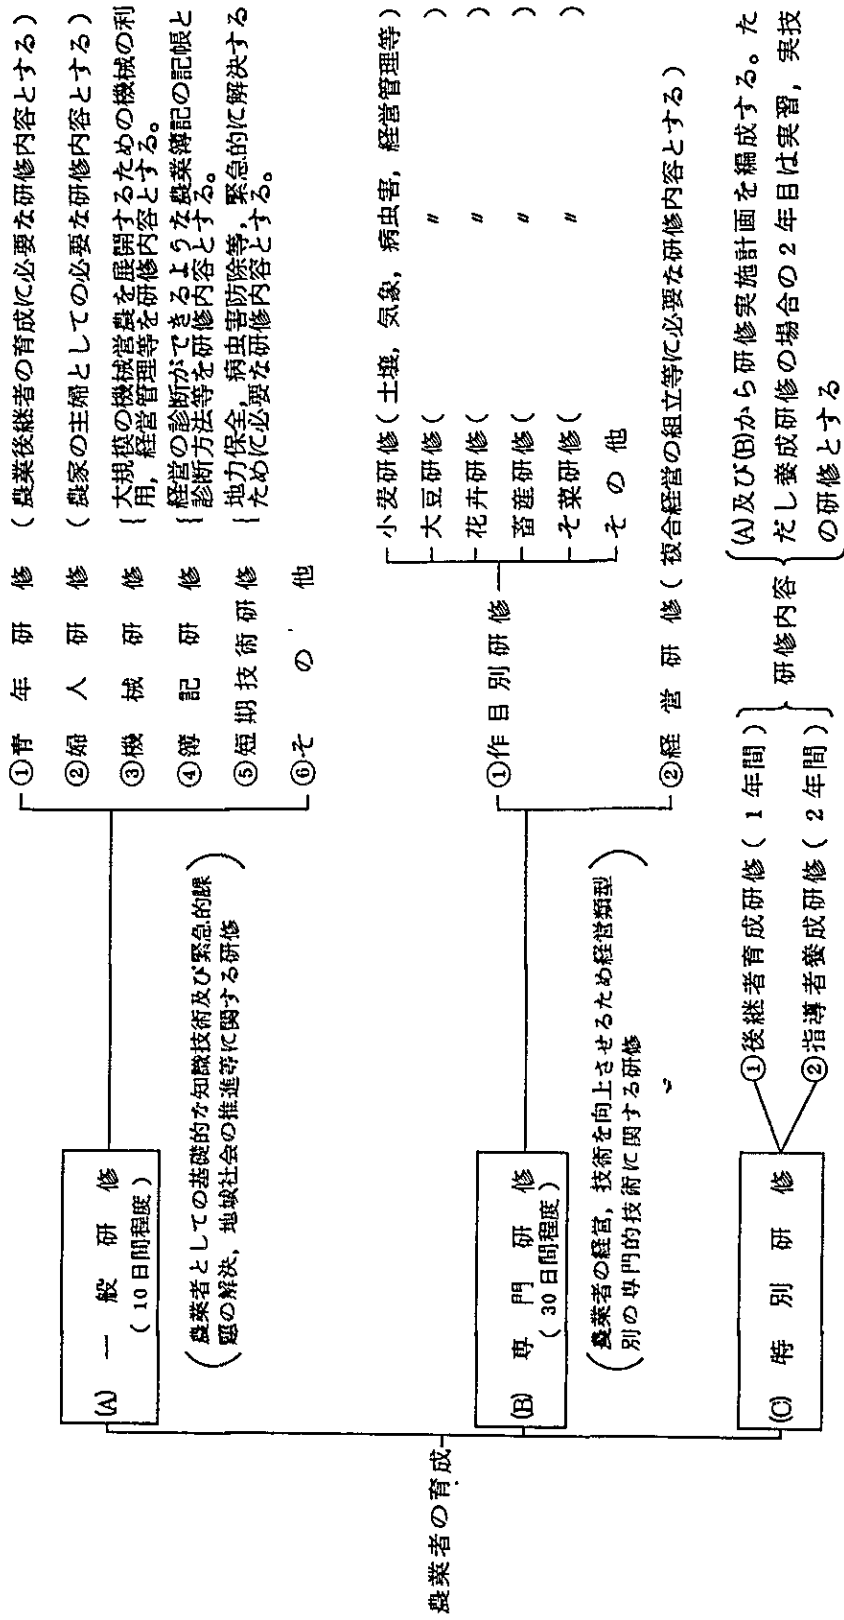 農業者の育成
(A) 一般研修
(10日間程度)
(農業者としての基礎的な知識技術及び緊急的課
題の解決，地域社会の推進等に関する研修)
①青年研修 (農業後継者の育成に必要な研修内容とする)
②婦人研修 (農家の主婦としての必要な研修内容とする)
③機械研修 {大規模の機械営農を展開するための機械の利
用，経営管理等を研修内容とする。
④簿記研修 {経営の診断ができるような農業簿記の記帳と
診断方法等を研修内容とする。
⑤短期技術研修 {地力保全，病虫害防除等，緊急的に解決する
ために必要な研修内容とする。
⑥その他
(B) 専門研修
(30日間程度)
(農業者の経営，技術を向上させるため経営類型
別の専門的技術に関する研修)
①作目別研修
小麦研修(土壌，気象，病虫害，経営管理等)
大豆研修( 〃 )
花卉研修( 〃 )
畜産研修( 〃 )
そ菜研修( 〃 )
その他
②経営研修(複合経営の組立等に必要な研修内容とする)
(C) 特別研修
①後継者育成研修(1年間)
②指導者養成研修(2年間)
研修内容
{(A)及び(B)から研修実施計画を編成する。た
だし養成研修の場合の2年目は実習，実技
の研修とする